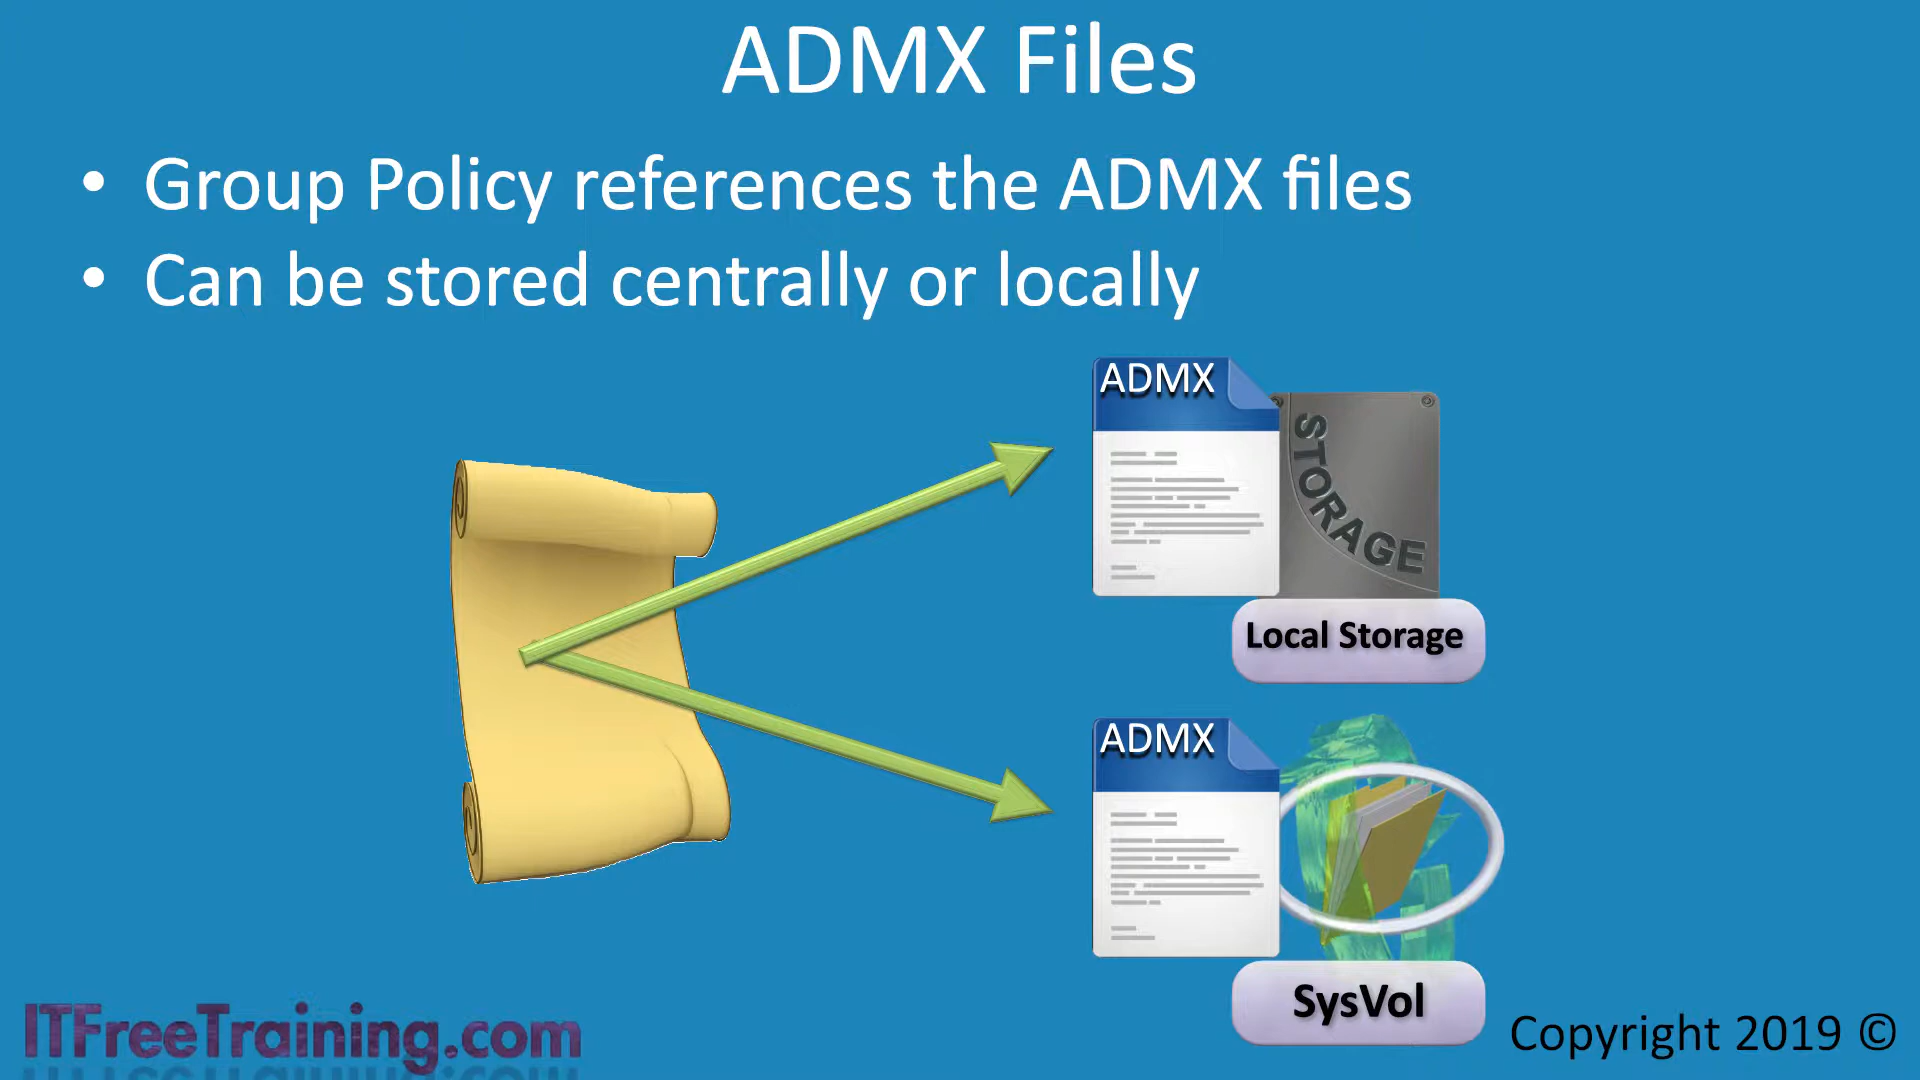 ADMX Files
• Group Policy references the ADMX files
• Can be stored centrally or locally
ADMX
STORAGE
Local Storage
ADMX
SysVol
ITFreeTraining.com
Copyright 2019 ©